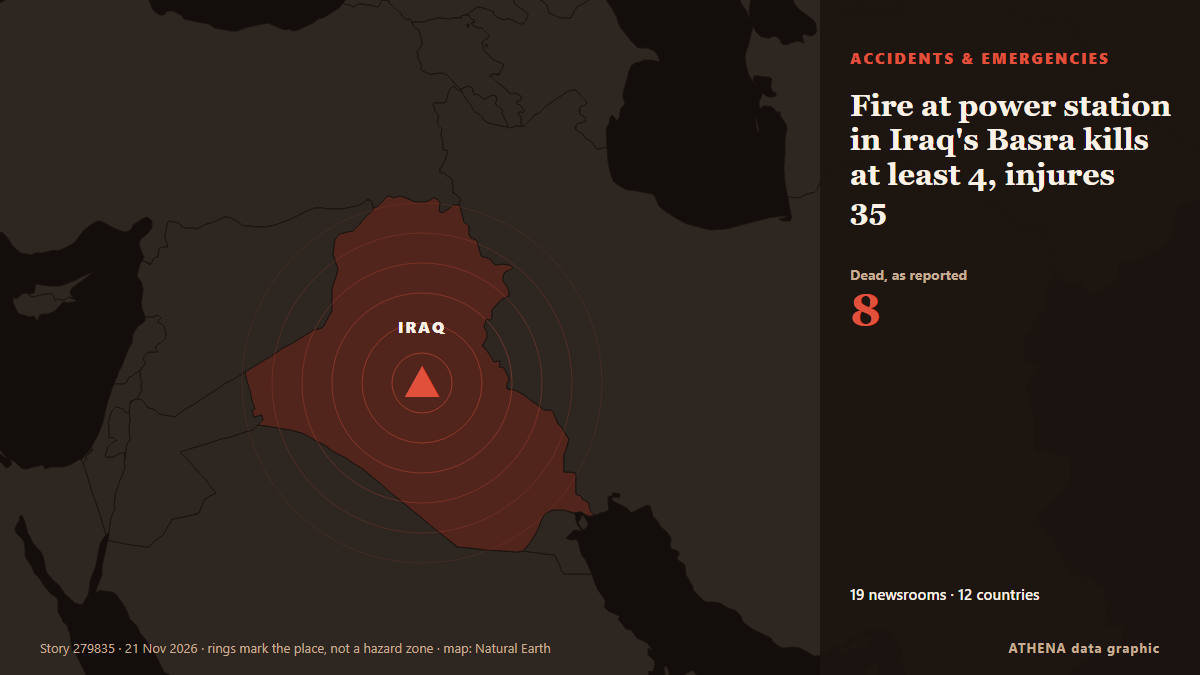 ACCIDENTS & EMERGENCIES
Fire at power station
in Iraq's Basra kills
at least 4, injures
35
Dead, as reported
8
IRAQ
19 newsrooms · 12 countries
Story 279835 · 21 Nov 2026 · rings mark the place, not a hazard zone · map: Natural Earth
ATHENA data graphic